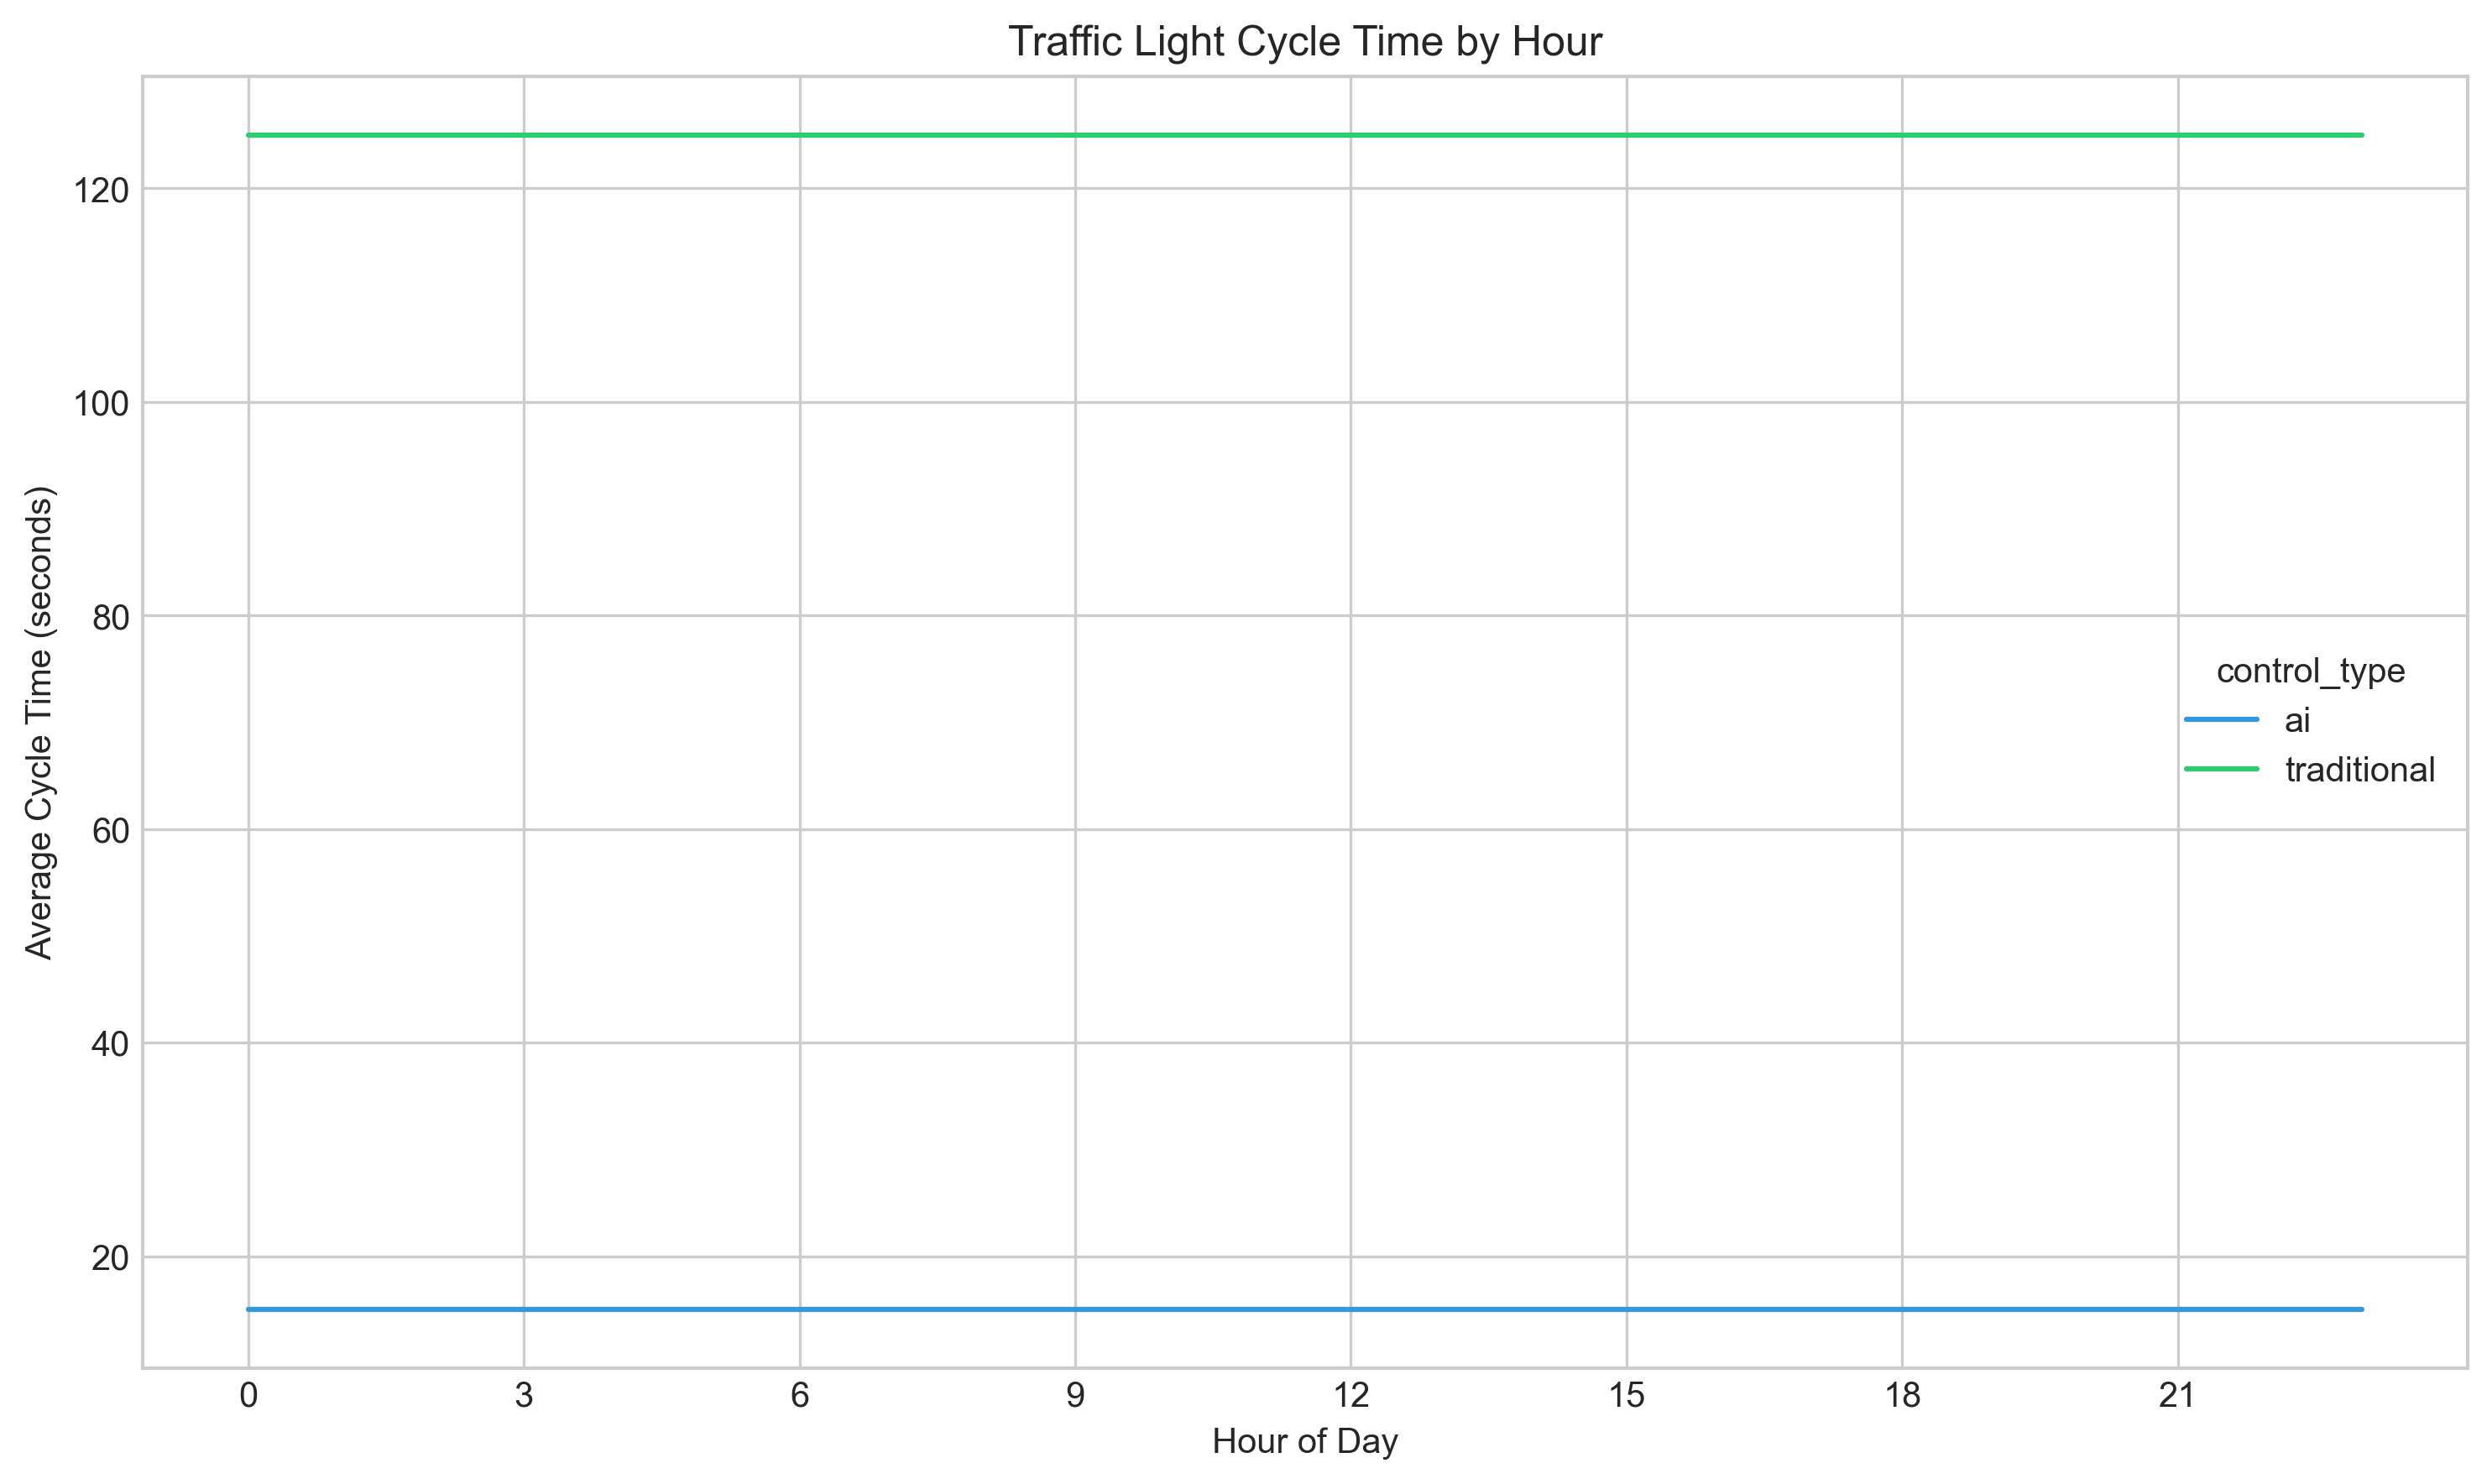 Traffic Light Cycle Time by Hour
Average Cycle Time (seconds)
120
100
80
60
40
20
control_type
ai
traditional
0 3 6 9 12 15 18 21
Hour of Day